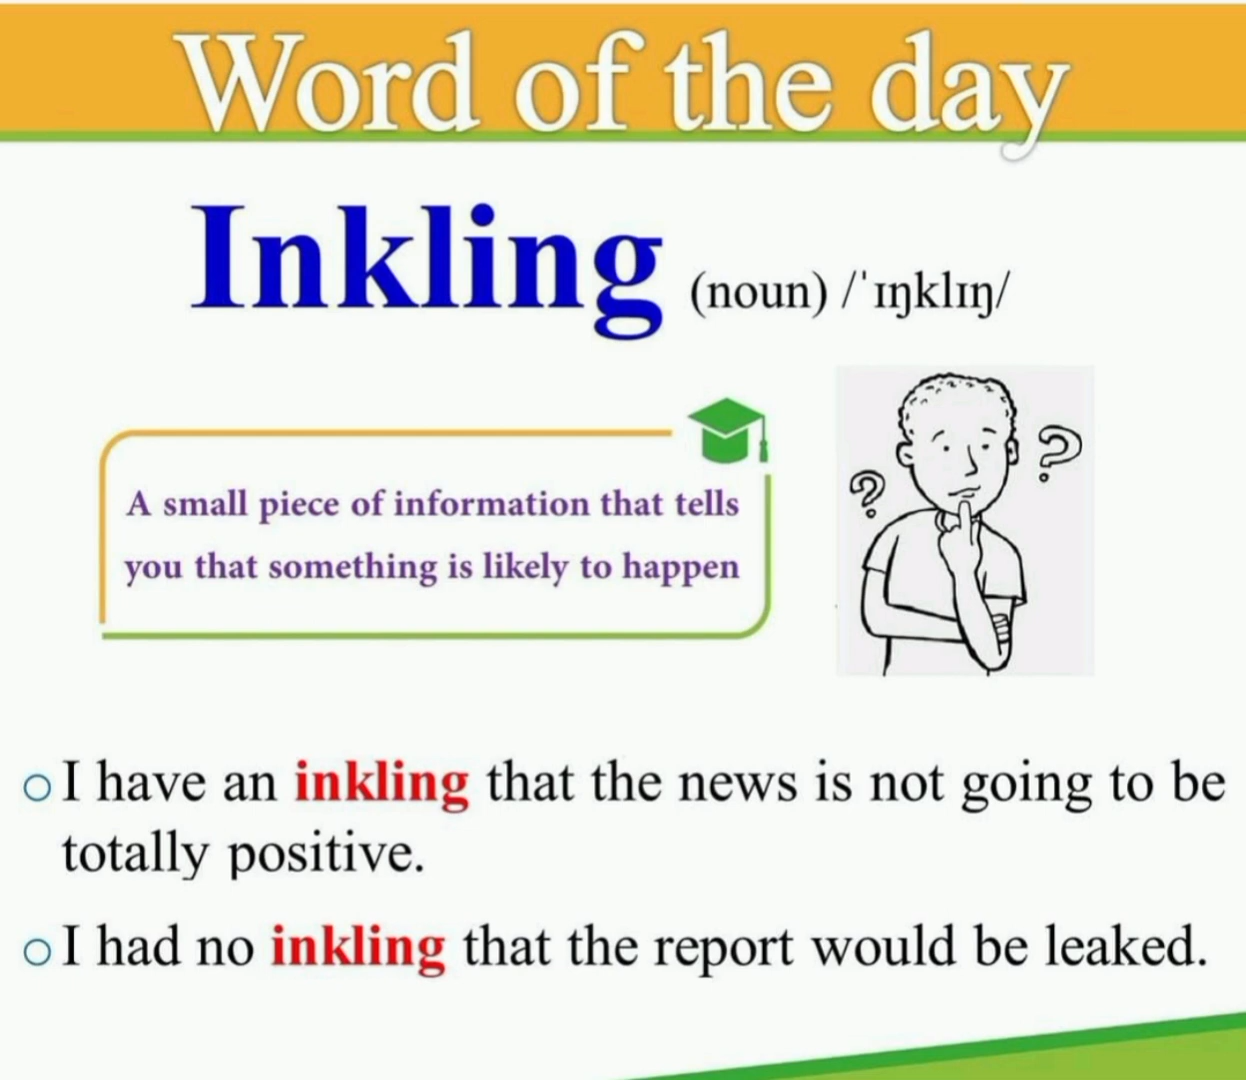 Word of the day
Inkling (noun) /ˈɪŋklɪŋ/
A small piece of information that tells
you that something is likely to happen
? ?
I have an inkling that the news is not going to be
totally positive.
I had no inkling that the report would be leaked.